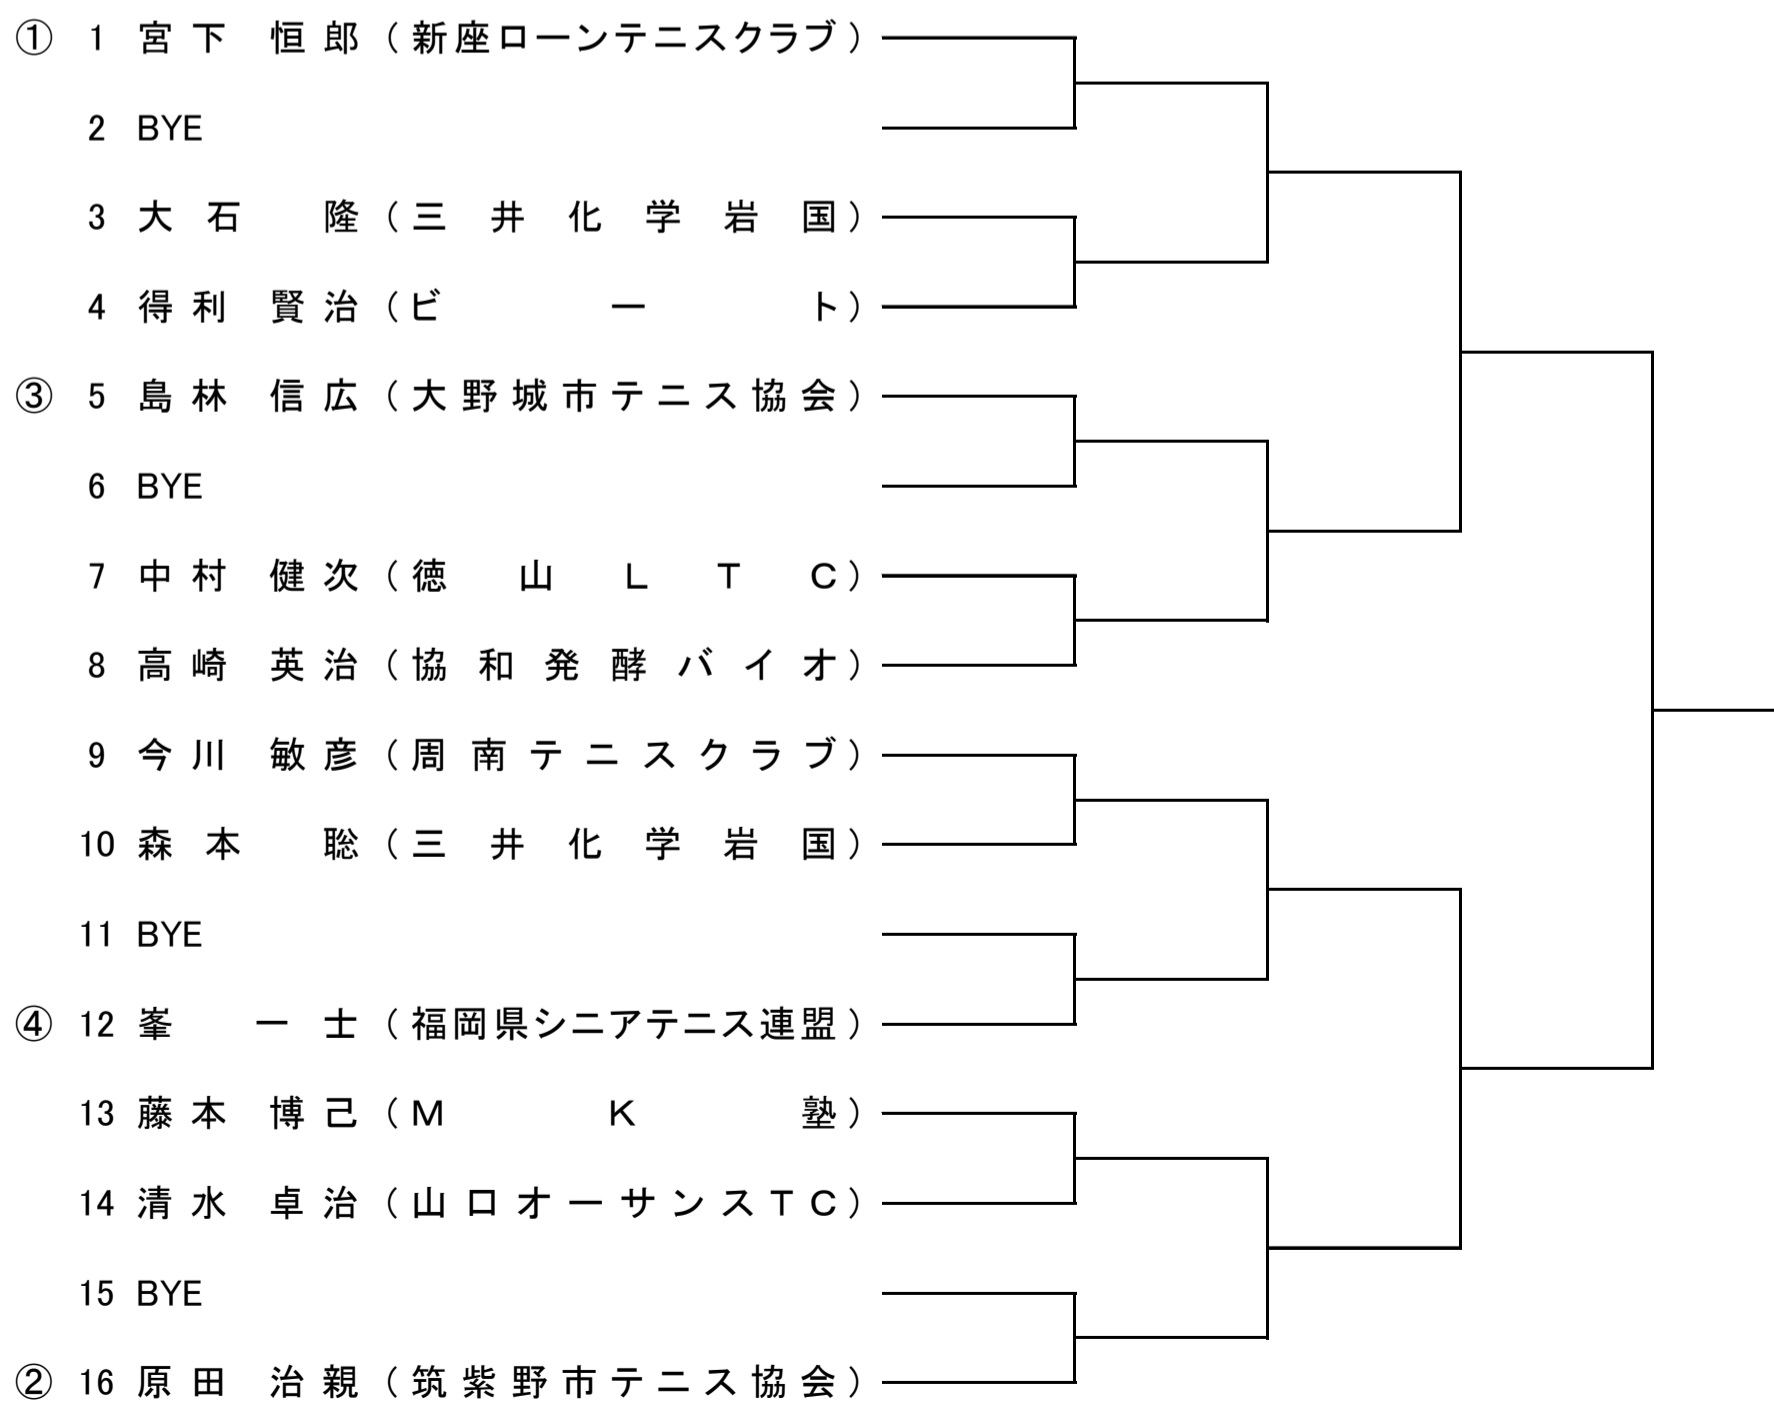 ① 1 宮下 恒郎 (新座ローンテニスクラブ)
2 BYE
3 大石 隆 (三井化学岩国)
4 得利 賢治 (ビート)
③ 5 島林 信広 (大野城市テニス協会)
6 BYE
7 中村 健次 (徳山LTC)
8 高崎 英治 (協和発酵バイオ)
9 今川 敏彦 (周南テニスクラブ)
10 森本 聡 (三井化学岩国)
11 BYE
④ 12 峯 一士 (福岡県シニアテニス連盟)
13 藤本 博己 (MK塾)
14 清水 卓治 (山口オーサンスTC)
15 BYE
② 16 原田 治親 (筑紫野市テニス協会)